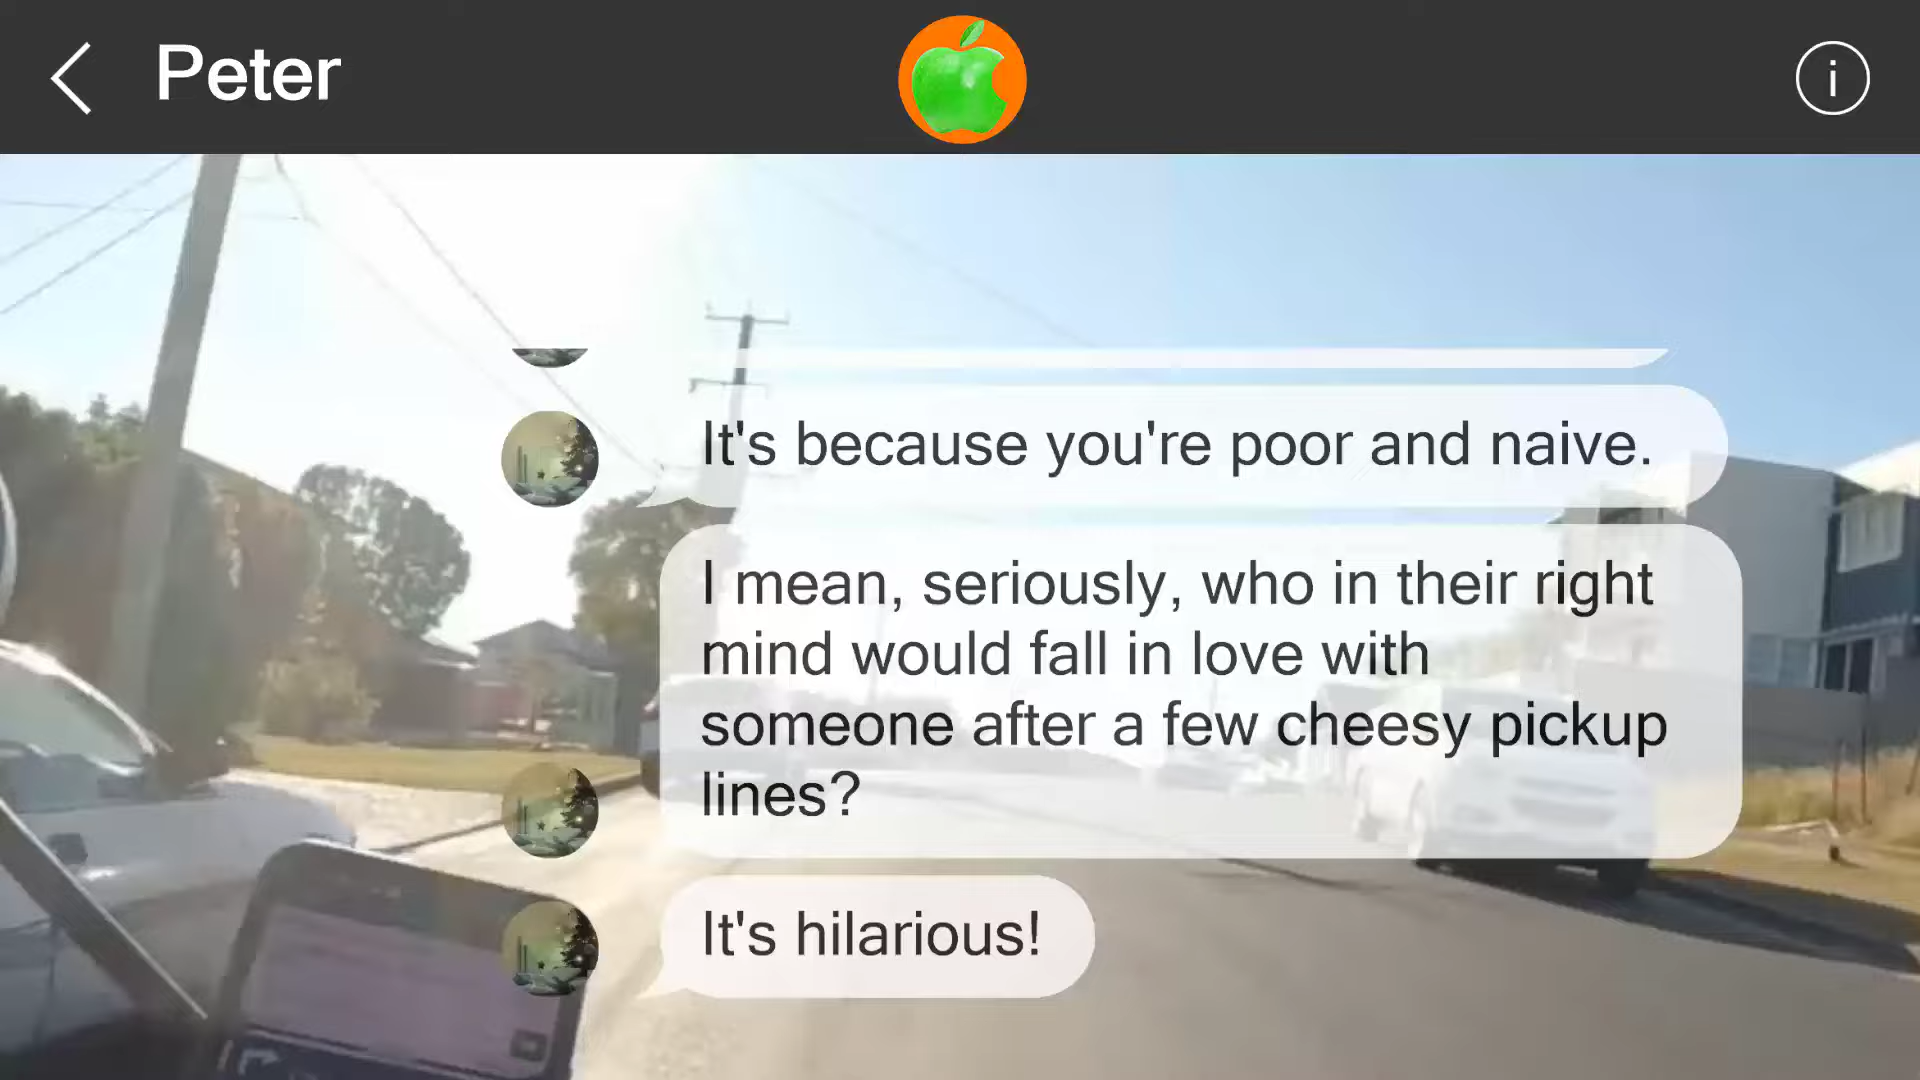 Peter
i
It's because you're poor and naive.
I mean, seriously, who in their right
mind would fall in love with
someone after a few cheesy pickup
lines?
It's hilarious!